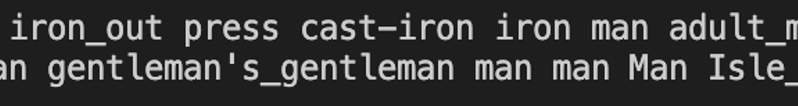 iron_out press cast-iron iron man adult_m
an gentleman's_gentleman man man Man Isle_